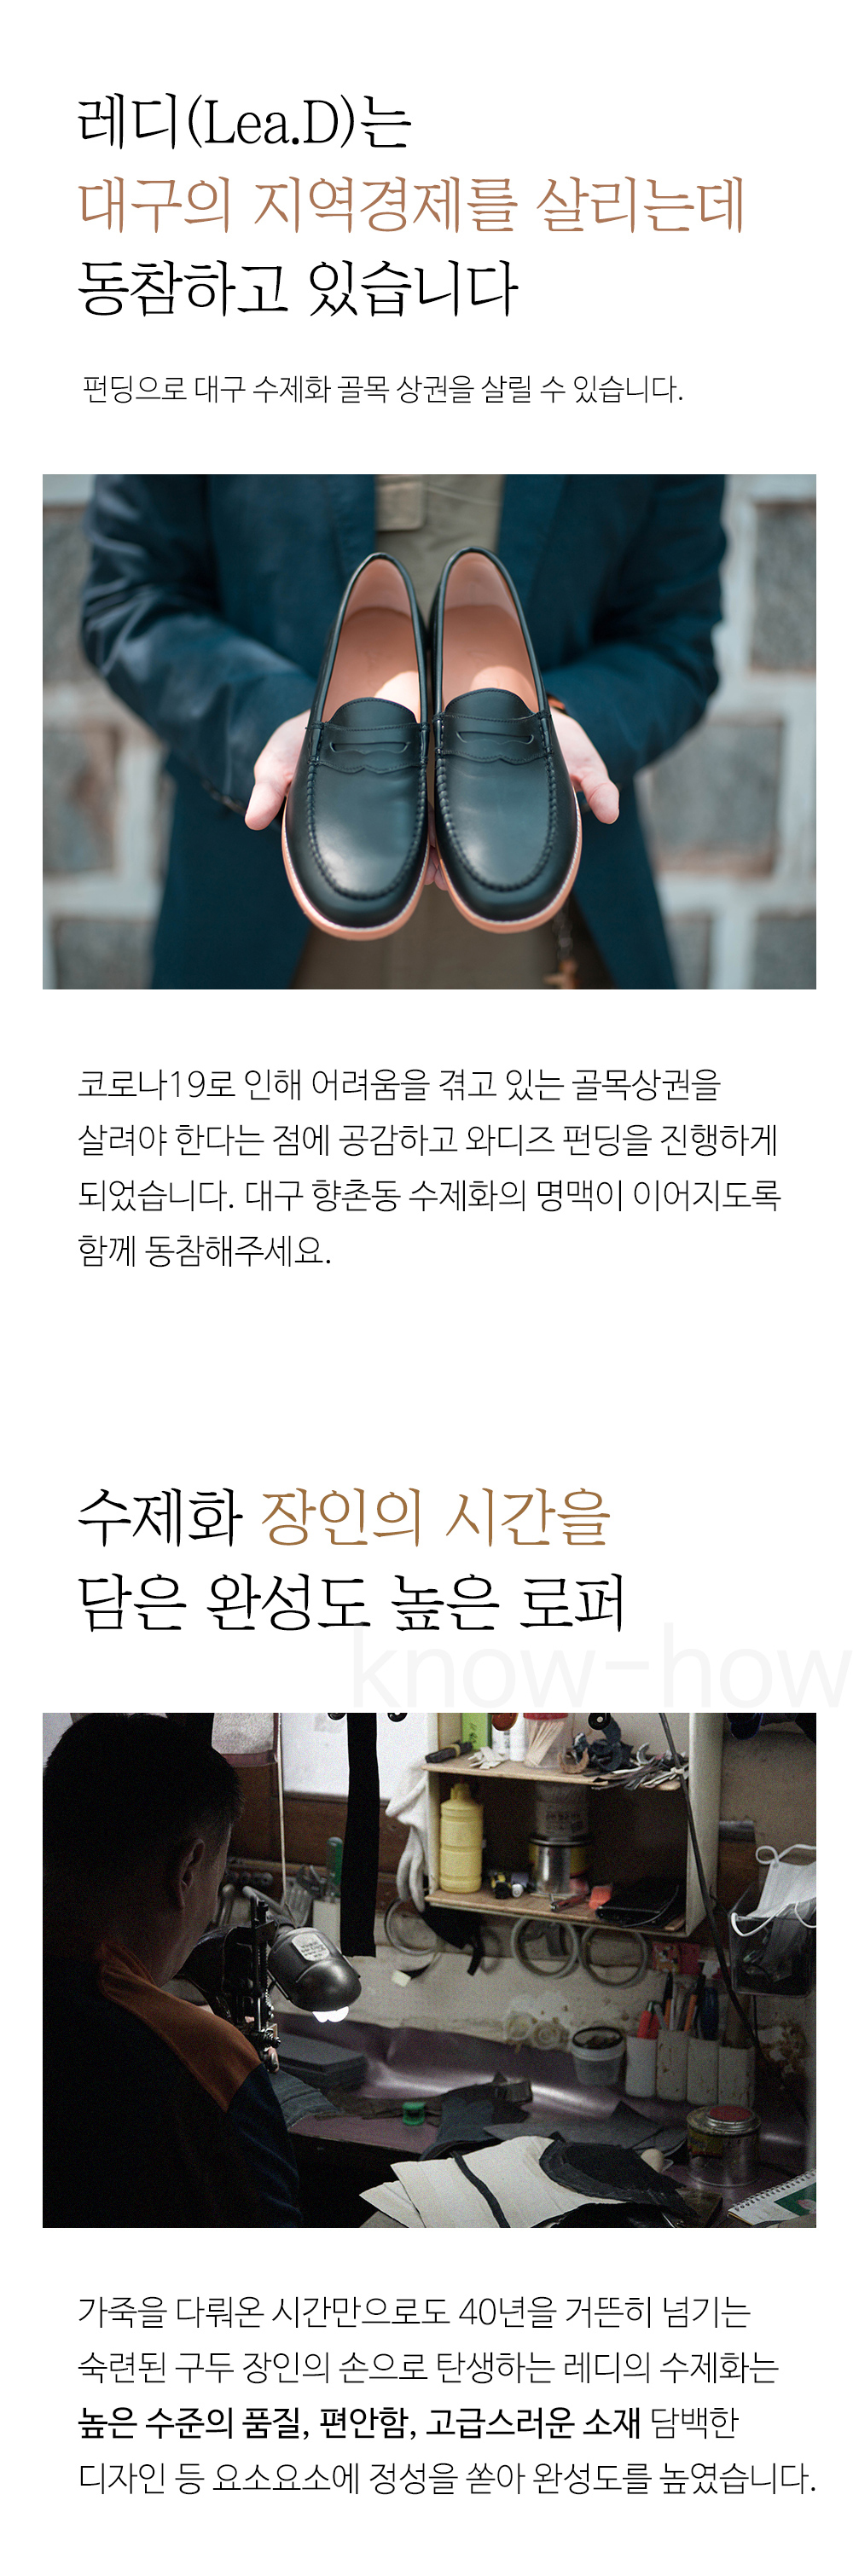 레디(Lea.D)는
대구의 지역경제를 살리는데
동참하고 있습니다
펀딩으로 대구 수제화 골목 상권을 살릴 수 있습니다.
코로나19로 인해 어려움을 겪고 있는 골목상권을
살려야 한다는 점에 공감하고 와디즈 펀딩을 진행하게
되었습니다. 대구 향촌동 수제화의 명맥이 이어지도록
함께 동참해주세요.
수제화 장인의 시간을
담은 완성도 높은 로퍼
know-how
가죽을 다뤄온 시간만으로도 40년을 거뜬히 넘기는
숙련된 구두 장인의 손으로 탄생하는 레디의 수제화는
높은 수준의 품질, 편안함, 고급스러운 소재 담백한
디자인 등 요소요소에 정성을 쏟아 완성도를 높였습니다.